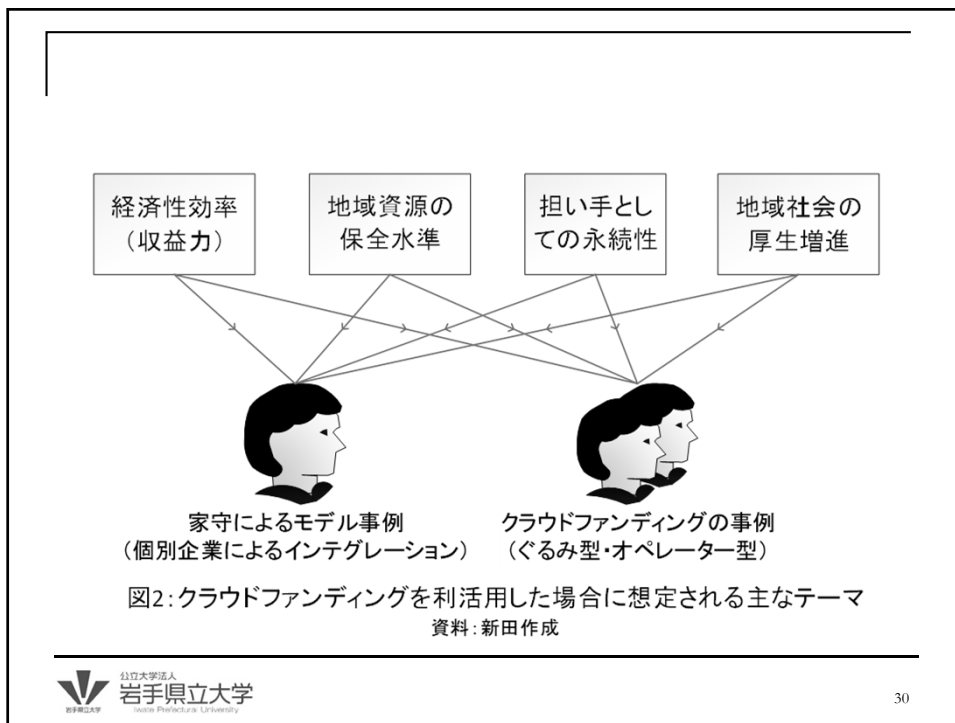 経済性効率
（収益力）
地域資源の
保全水準
担い手とし
ての永続性
地域社会の
厚生増進
家守によるモデル事例
（個別企業によるインテグレーション）
クラウドファンディングの事例
（ぐるみ型・オペレーター型）
図2：クラウドファンディングを利活用した場合に想定される主なテーマ
資料：新田作成
岩手県立大学
公立大学法人
岩手県立大学
Iwate Prefectural University
30